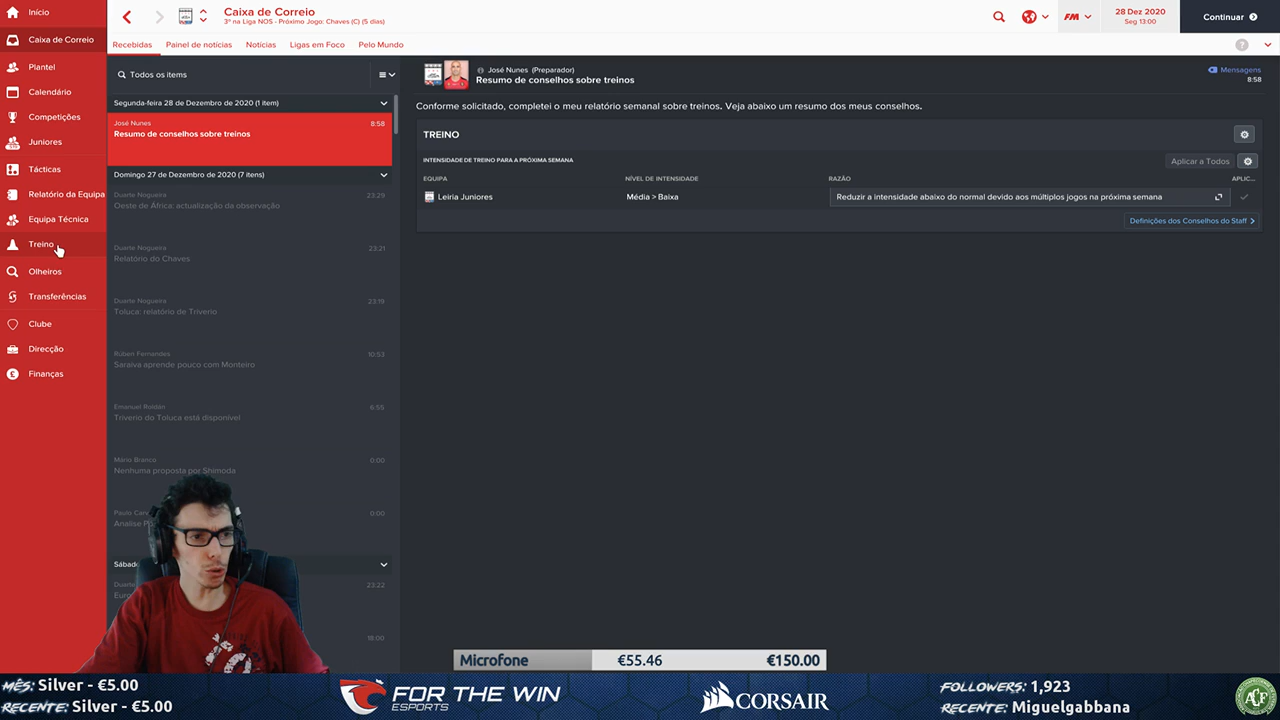 Início
Caixa de Correio
Plantel
Calendário
Competições
Juniores
Tácticas
Relatório da Equipa
Equipa Técnica
Treino
Olheiros
Transferências
Clube
Direcção
Finanças
Caixa de Correio
3º na Liga NOS - Próximo Jogo: Chaves (C) (5 dias)
FM
28 Dez 2020
Seg 13:00
Continuar
Recebidas
Painel de notícias
Notícias
Ligas em Foco
Pelo Mundo
?
Todos os items
Segunda-feira 28 de Dezembro de 2020 (1 item)
José Nunes 8:58
Resumo de conselhos sobre treinos
Domingo 27 de Dezembro de 2020 (7 itens)
Duarte Nogueira 23:29
Oeste de África: actualização da observação
Duarte Nogueira 23:21
Relatório do Chaves
Duarte Nogueira 23:19
Toluca: relatório de Triverio
Rúben Fernandes 10:53
Saraiva aprende pouco com Monteiro
Emanuel Roldán 6:55
Triverio do Toluca está disponível
Mario Branco 0:00
Nenhuma proposta por Shimoda
Paulo 0:00
Analise
23:22
18:00
José Nunes (Preparador)
Resumo de conselhos sobre treinos
Mensagens
8:58
Conforme solicitado, completei o meu relatório semanal sobre treinos. Veja abaixo um resumo dos meus conselhos.
TREINO
INTENSIDADE DE TREINO PARA A PRÓXIMA SEMANA
Aplicar a Todos
EQUIPA NÍVEL DE INTENSIDADE RAZÃO APLIC...
Leiria Juniores Média > Baixa Reduzir a intensidade abaixo do normal devido aos múltiplos jogos na próxima semana
Definições dos Conselhos do Staff
Microfone €55.46 €150.00
MÊS: Silver - €5.00
RECENTE: Silver - €5.00
FOR THE WIN
ESPORTS
CORSAIR
FOLLOWERS: 1,923
RECENTE: Miguelgabbana
ACF